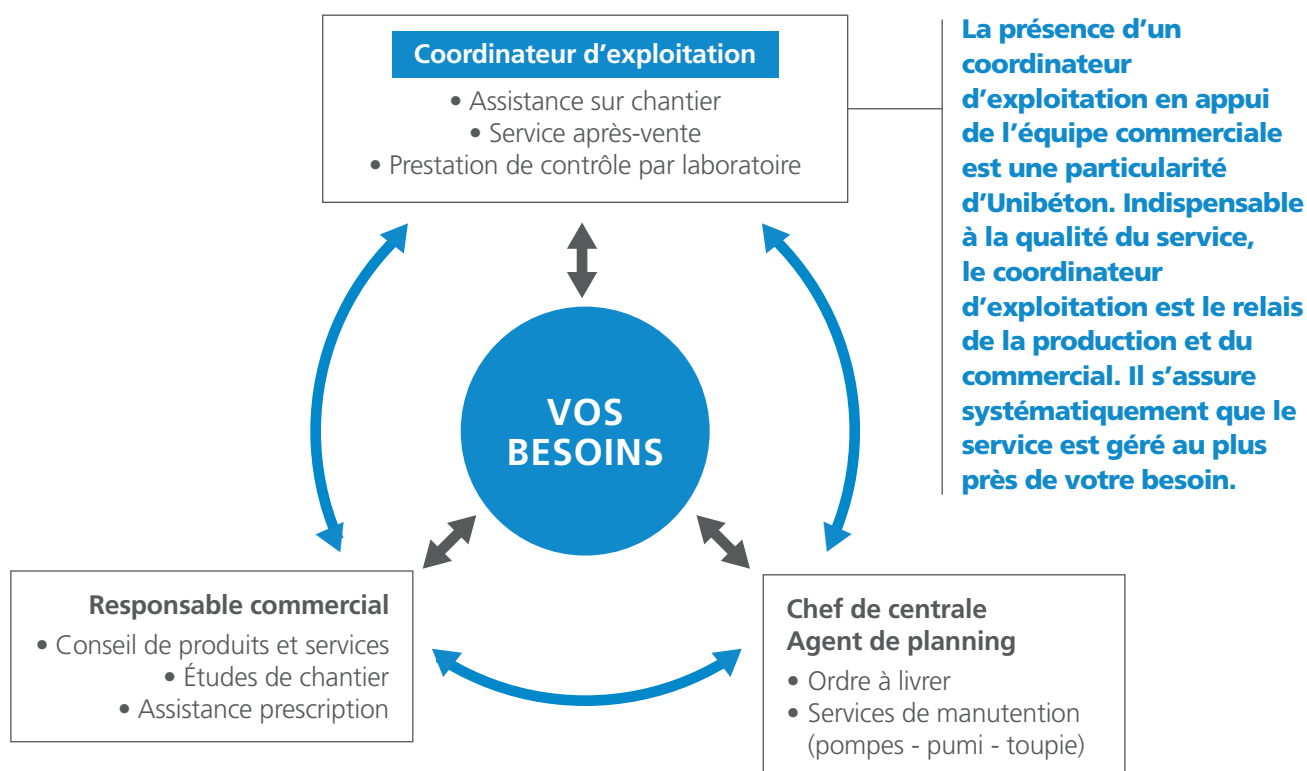 Coordinateur d'exploitation
• Assistance sur chantier
• Service après-vente
• Prestation de contrôle par laboratoire
La présence d'un
coordinateur
d'exploitation en appui
de l'équipe commerciale
est une particularité
d'Unibéton. Indispensable
à la qualité du service,
le coordinateur
d'exploitation est le relais
de la production et du
commercial. Il s'assure
systématiquement que le
service est géré au plus
près de votre besoin.
VOS
BESOINS
Responsable commercial
• Conseil de produits et services
• Études de chantier
• Assistance prescription
Chef de centrale
Agent de planning
• Ordre à livrer
• Services de manutention
(pompes - pumi - toupie)